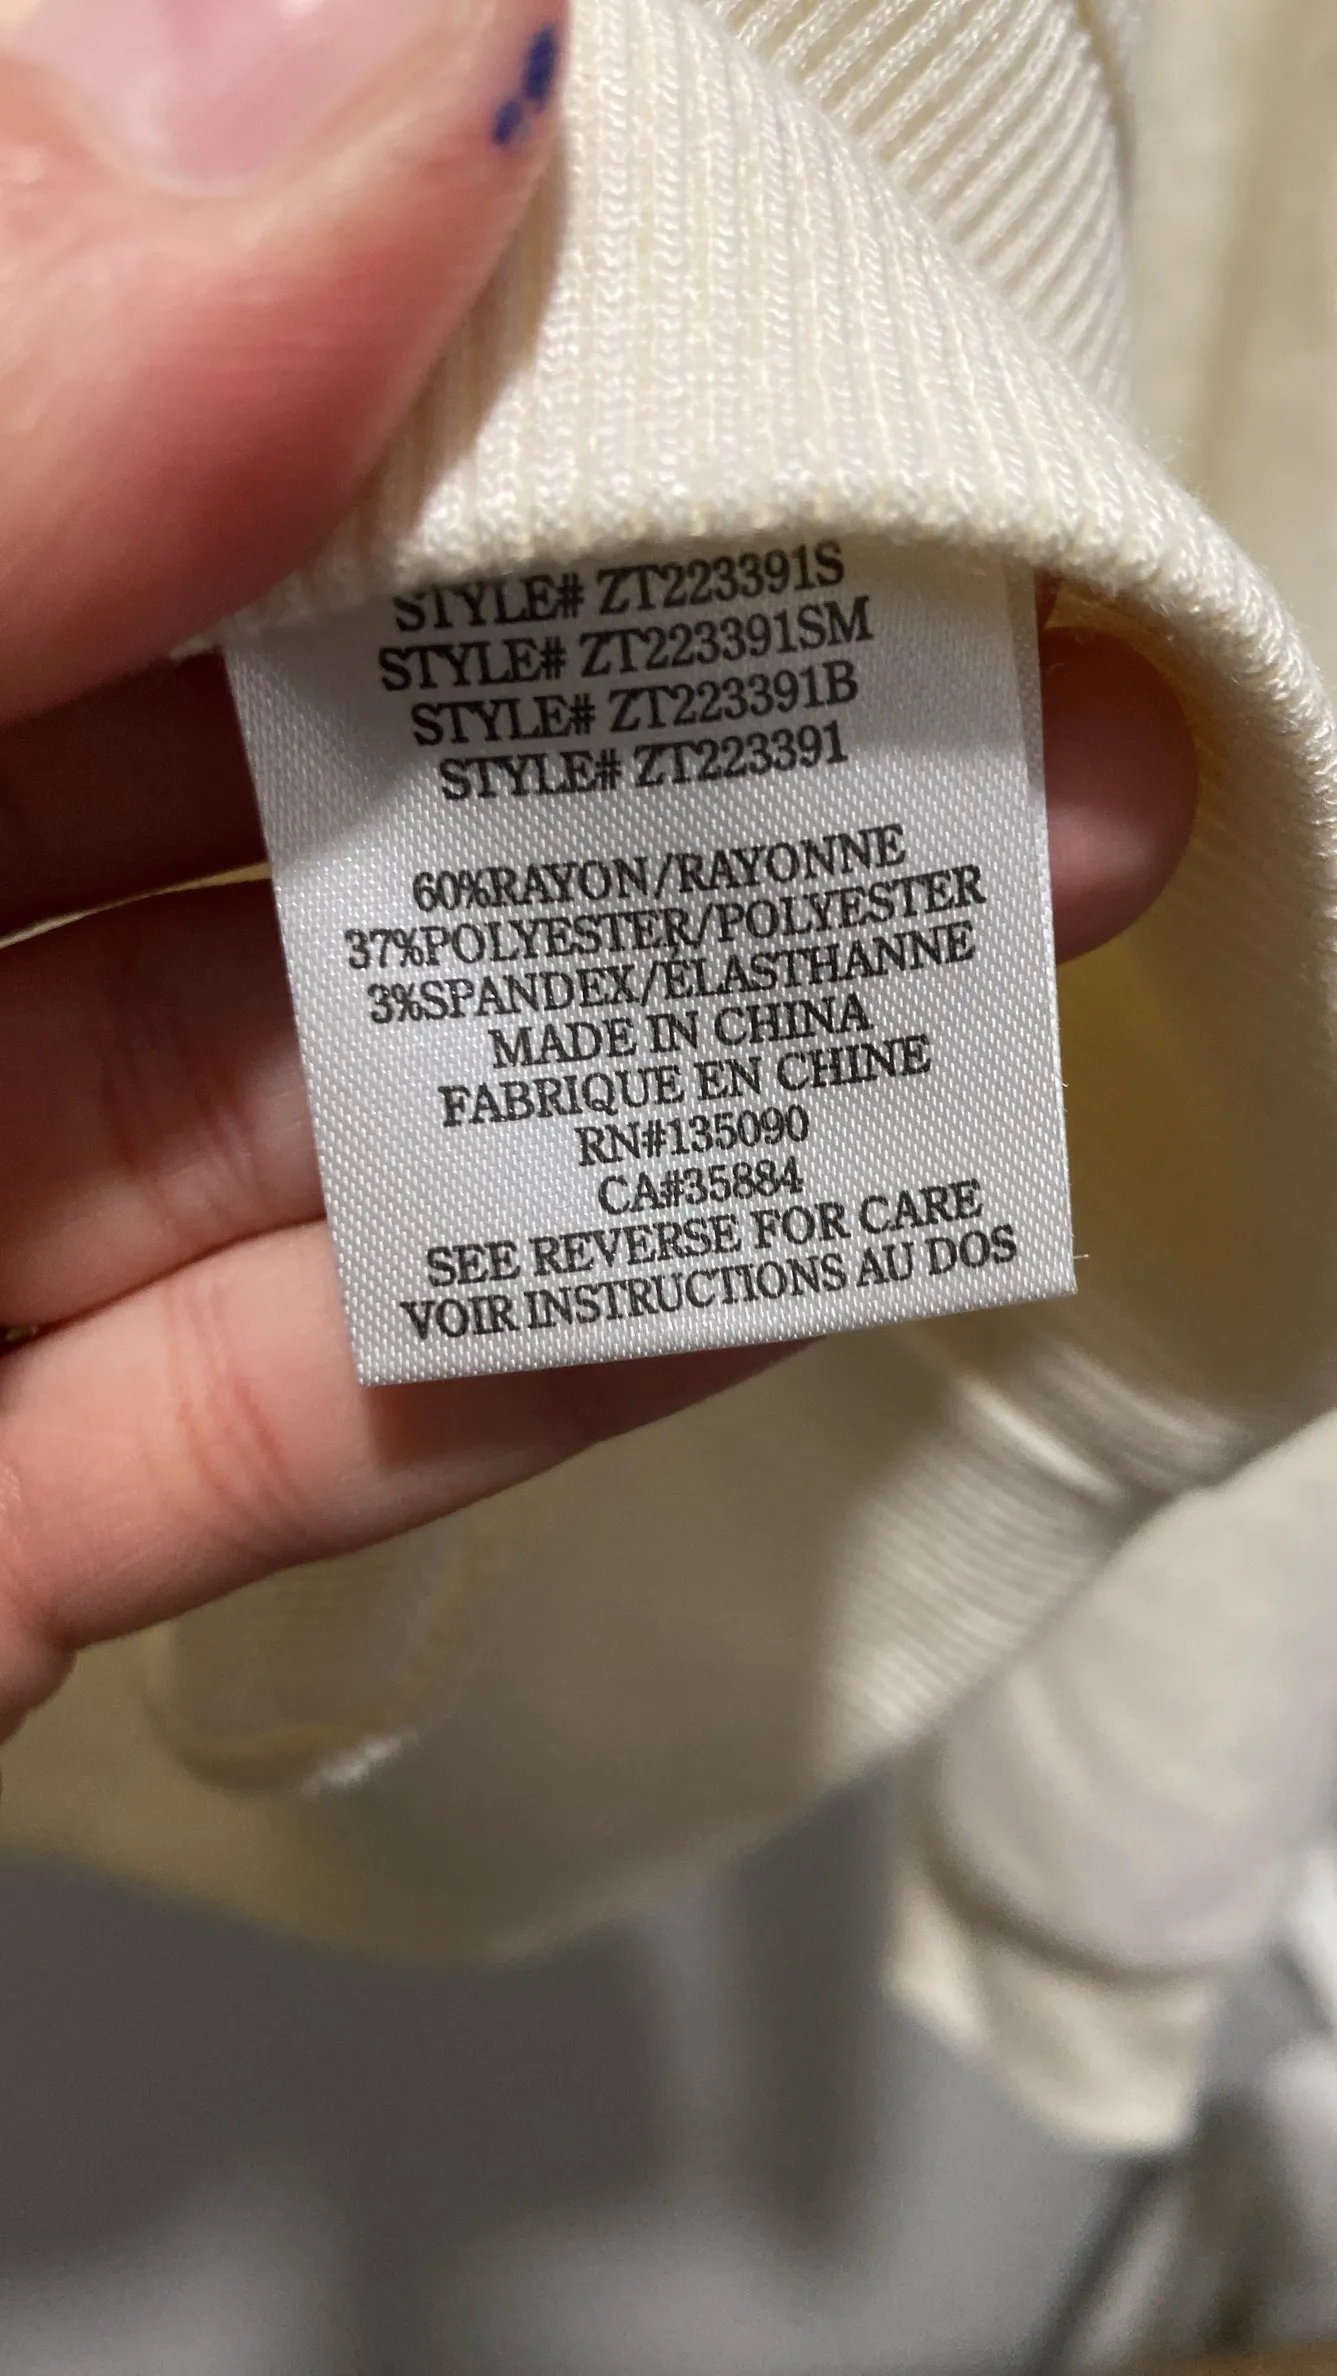 STYLE# ZT223391S
STYLE# ZT223391SM
STYLE# ZT223391B
STYLE# ZT223391
60%RAYON/RAYONNE
37%POLYESTER/POLYESTER
3%SPANDEX/ÉLASTHANNE
MADE IN CHINA
FABRIQUE EN CHINE
RN#135090
CA#35884
SEE REVERSE FOR CARE
VOIR INSTRUCTIONS AU DOS